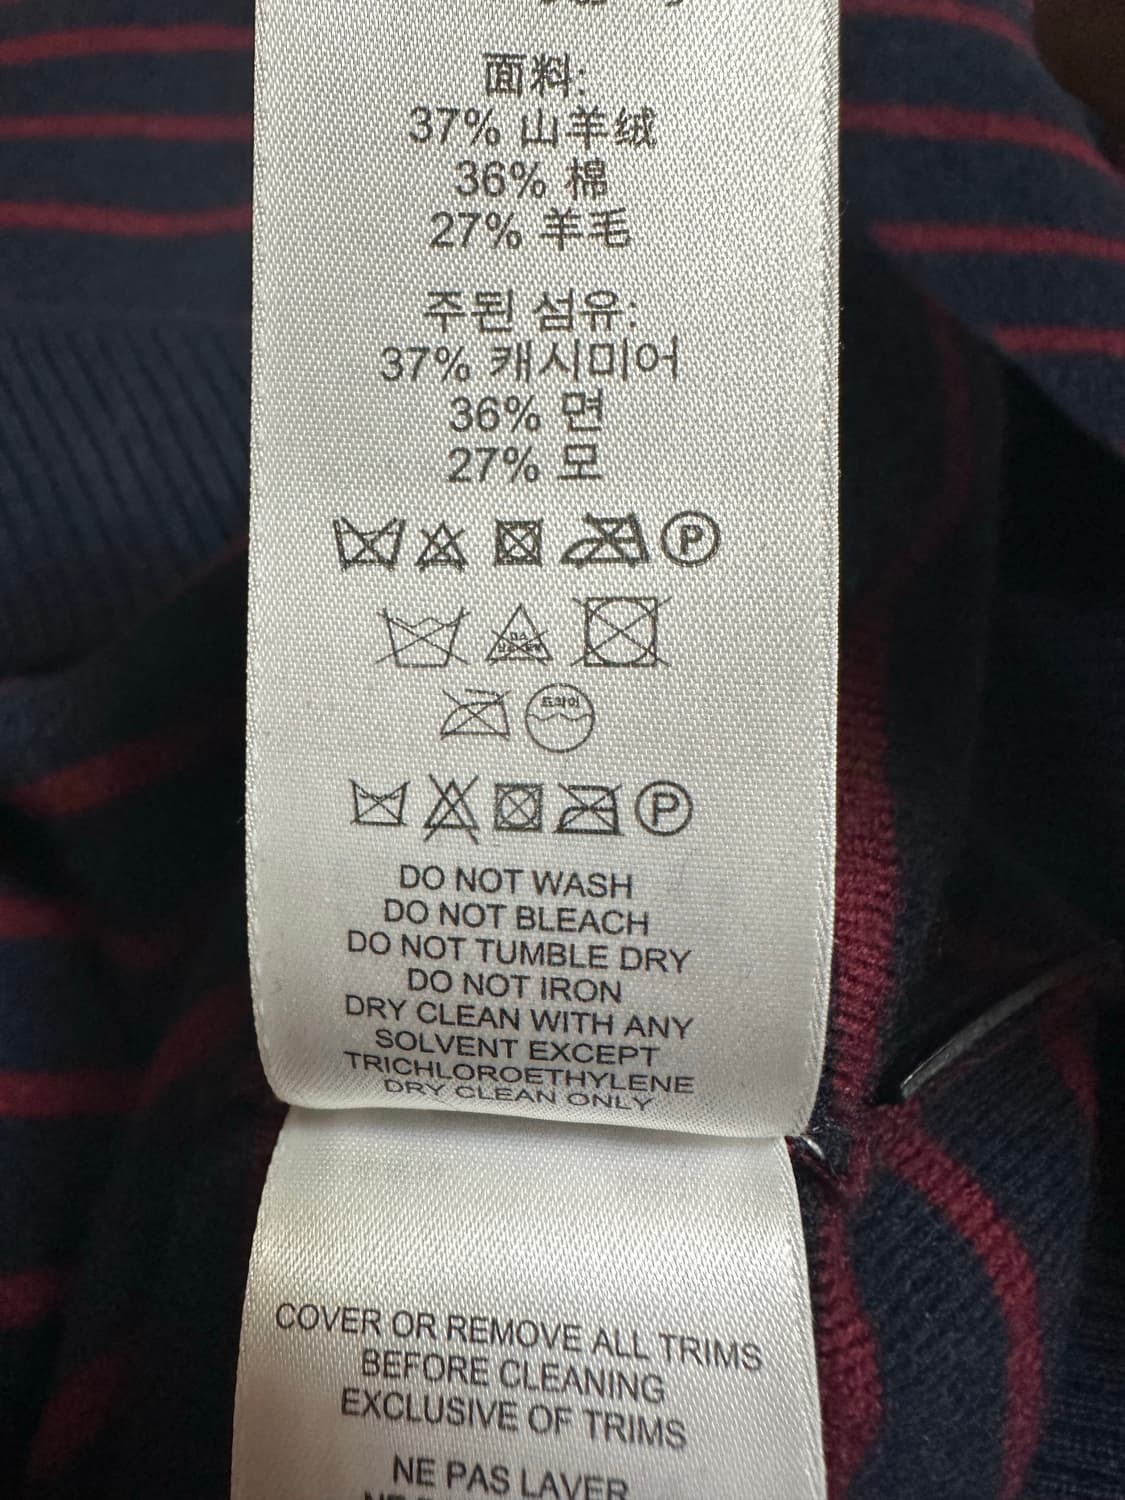 面料:
37% 山羊绒
36% 棉
27% 羊毛
주된 섬유:
37% 캐시미어
36% 면
27% 모
P
드라이
P
DO NOT WASH
DO NOT BLEACH
DO NOT TUMBLE DRY
DO NOT IRON
DRY CLEAN WITH ANY
SOLVENT EXCEPT
TRICHLOROETHYLENE
DRY CLEAN ONLY
COVER OR REMOVE ALL TRIMS
BEFORE CLEANING
EXCLUSIVE OF TRIMS
NE PAS LAVER